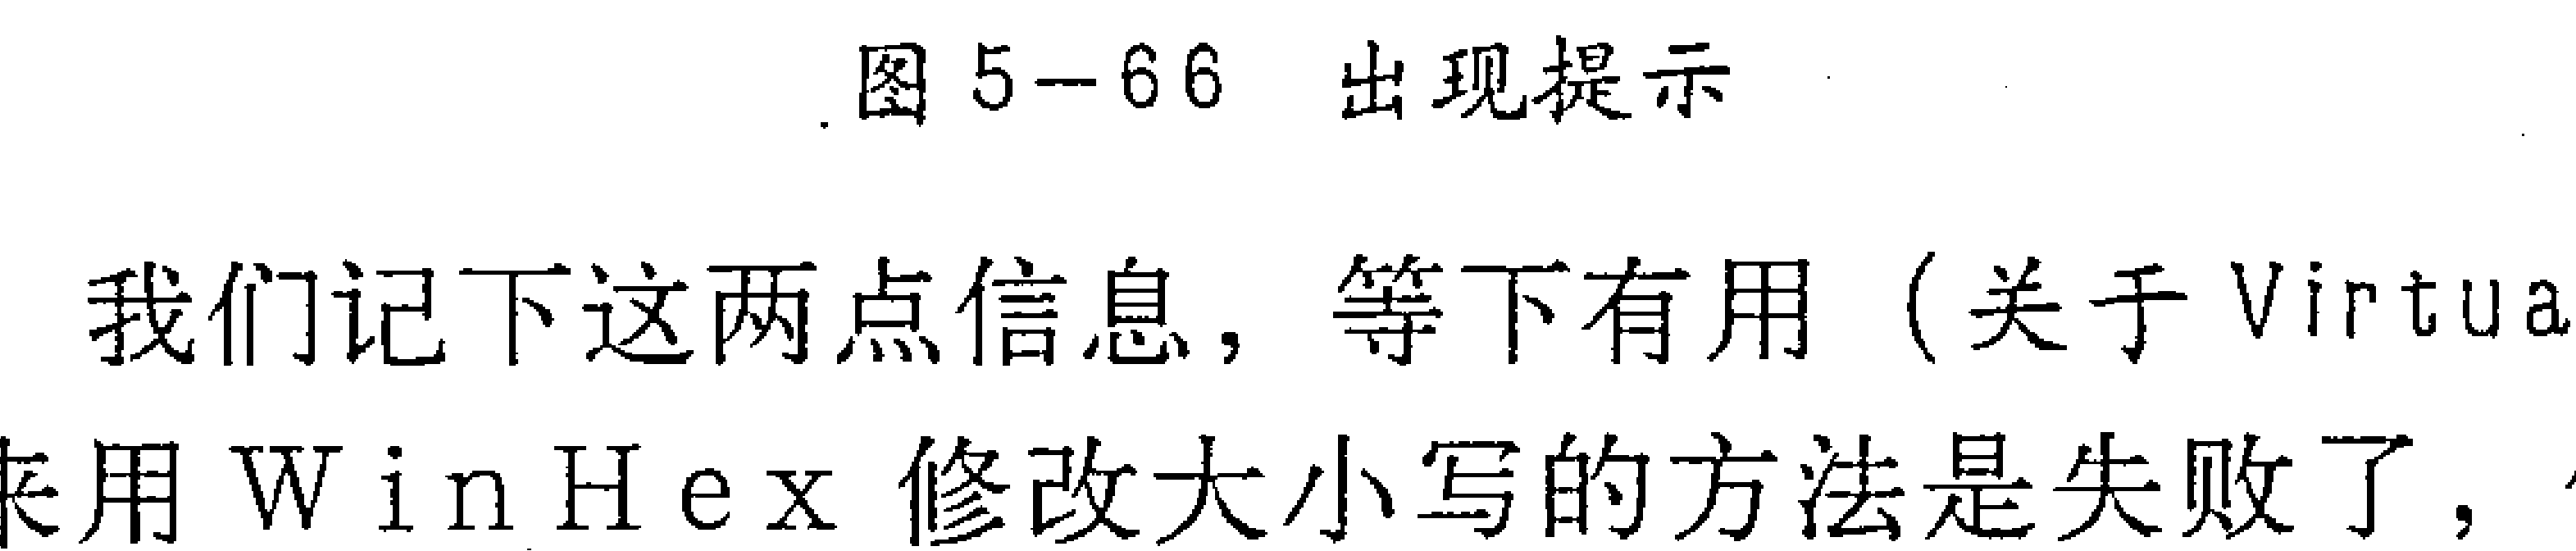 图 5-66 出现提示
我们记下这两点信息，等下有用（关于 Virtua
来用 WinHex 修改大小写的方法是失败了，